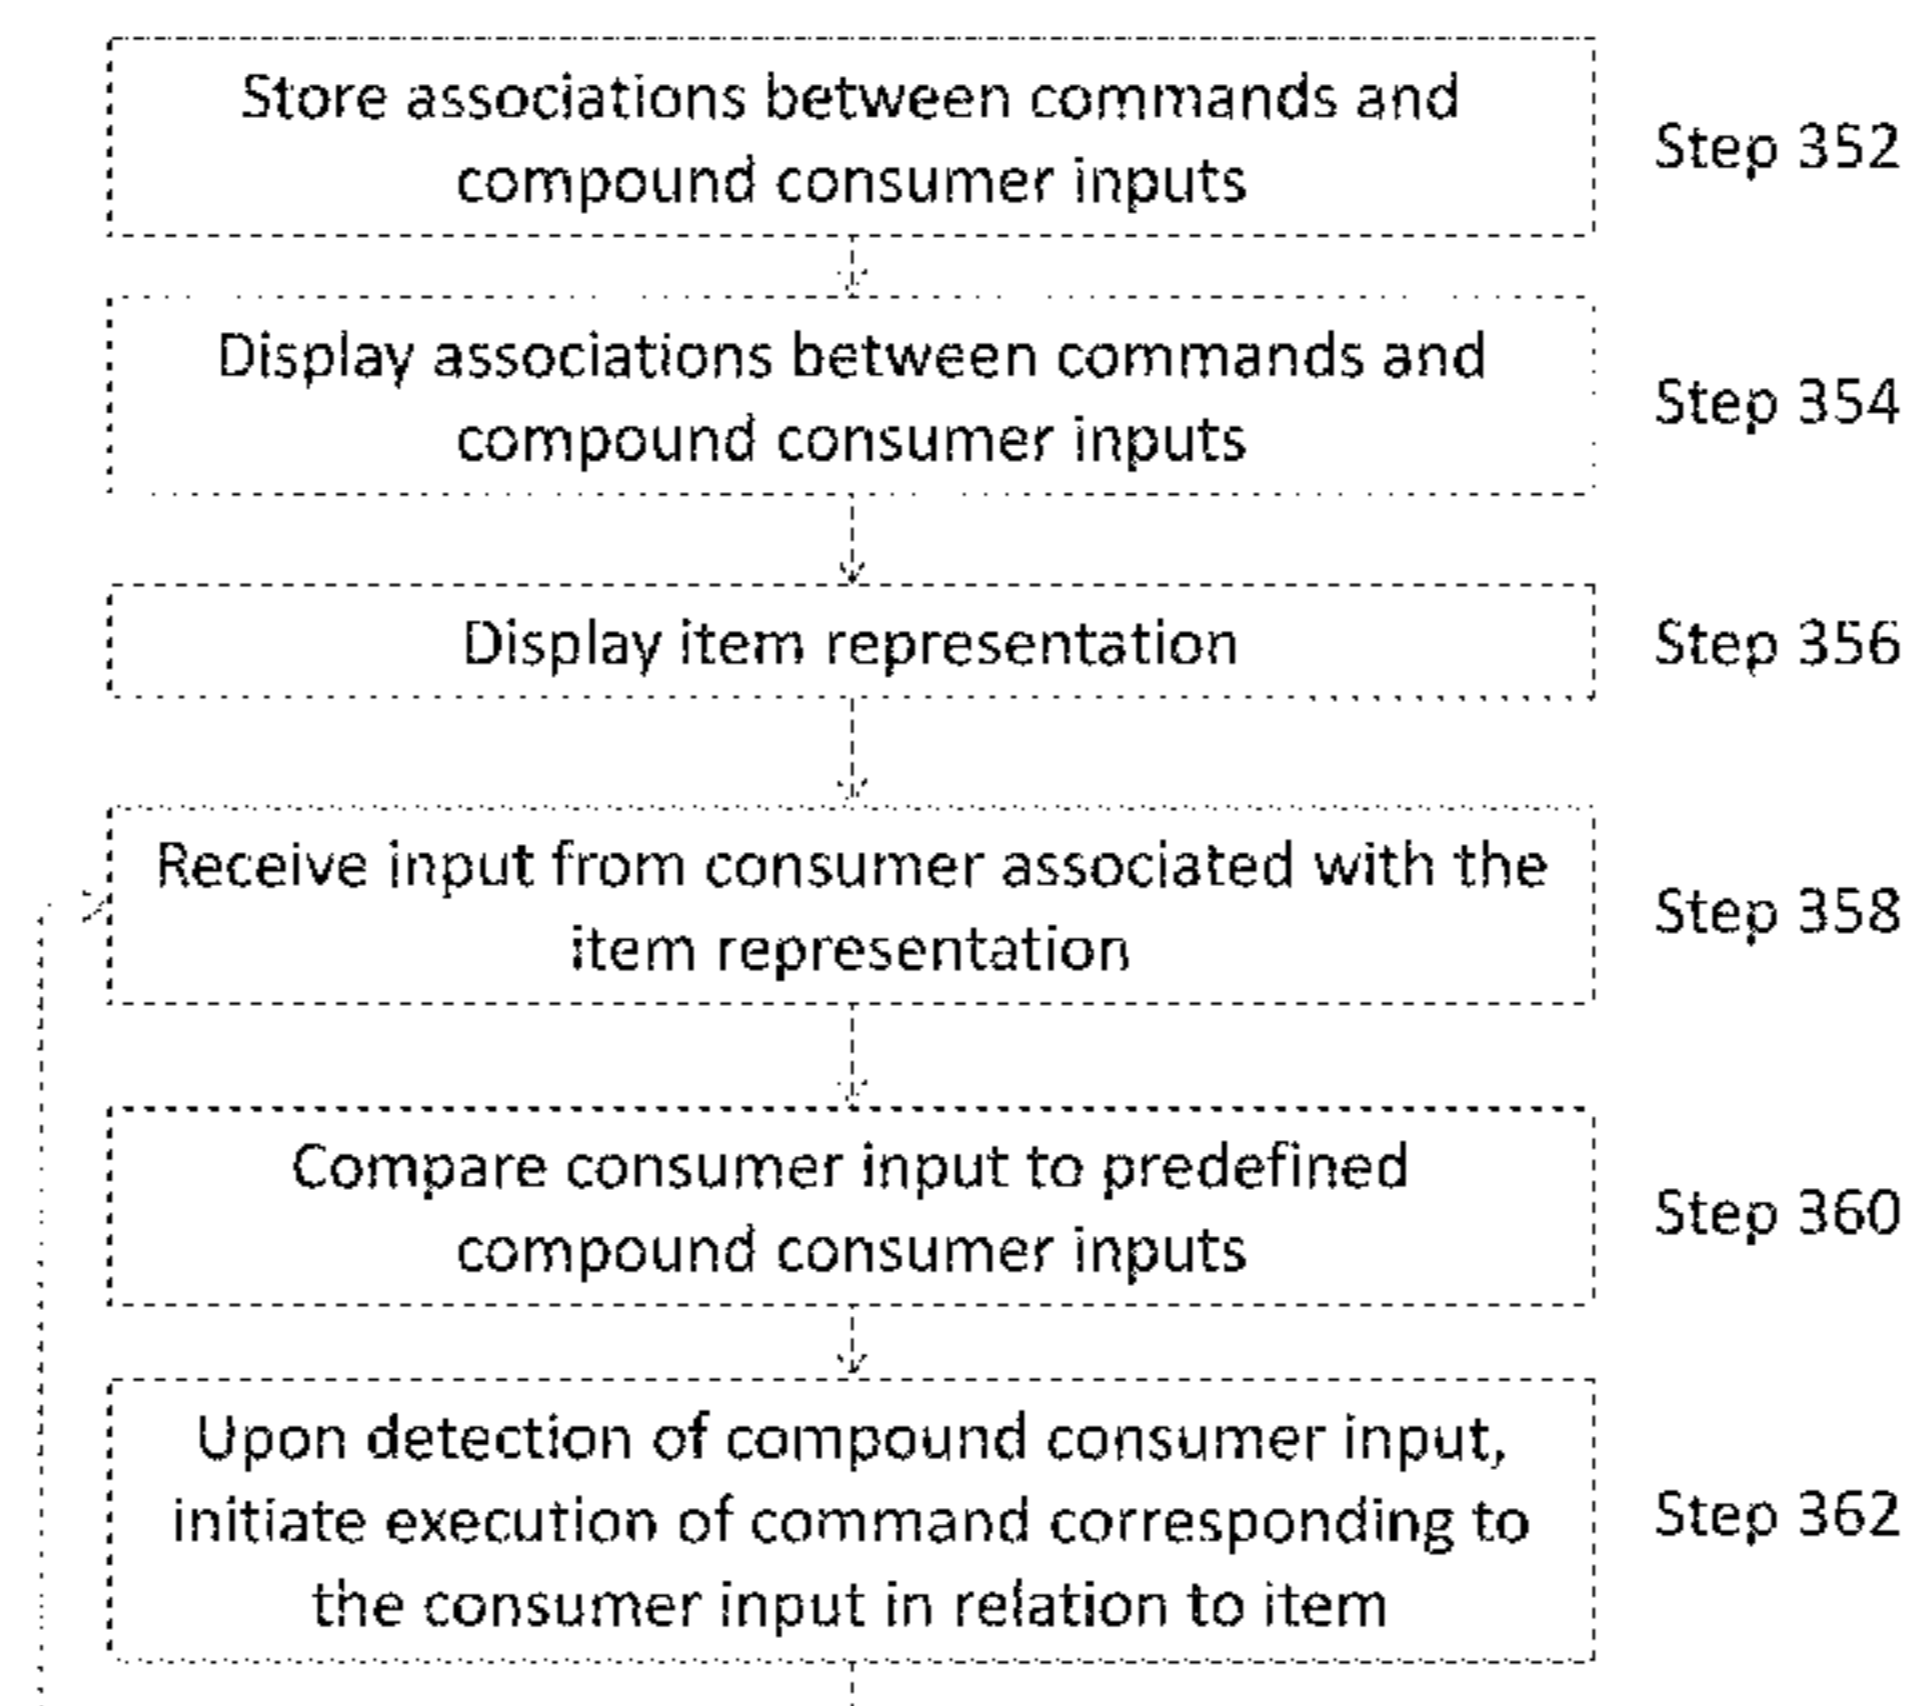 Store associations between commands and
compound consumer inputs
Step 352
Display associations between commands and
compound consumer inputs
Step 354
Display item representation
Step 356
Receive input from consumer associated with the
item representation
Step 358
Compare consumer input to predefined
compound consumer inputs
Step 360
Upon detection of compound consumer input,
initiate execution of command corresponding to
the consumer input in relation to item
Step 362